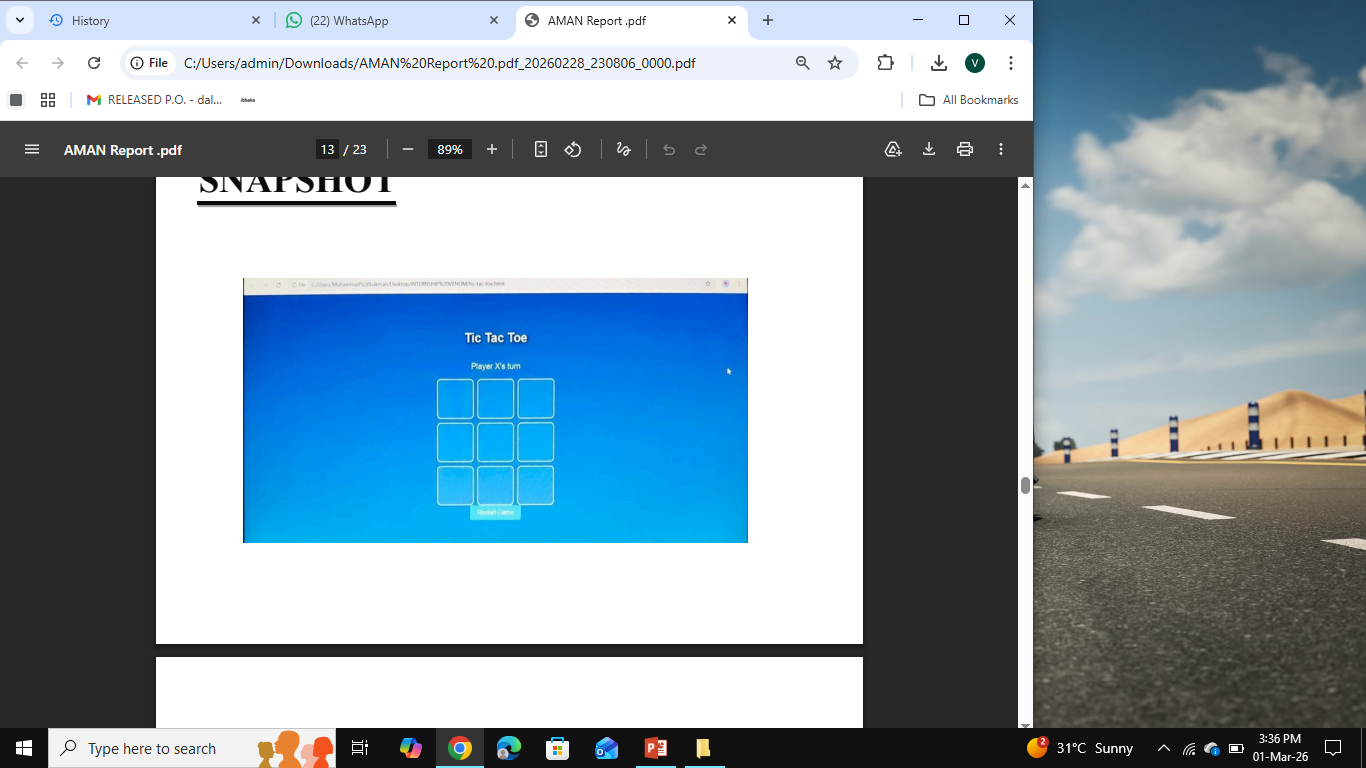 History
(22) WhatsApp
AMAN Report .pdf
File
C:/Users/admin/Downloads/AMAN%20Report%20.pdf_20260228_230806_0000.pdf
V
RELEASED P.O. - dal...
All Bookmarks
AMAN Report .pdf
13 / 23
89%
SNAPSHOT
File
Tic Tac Toe
Player X's turn
Restart Game
Type here to search
2
31°C Sunny
3:36 PM
01-Mar-26